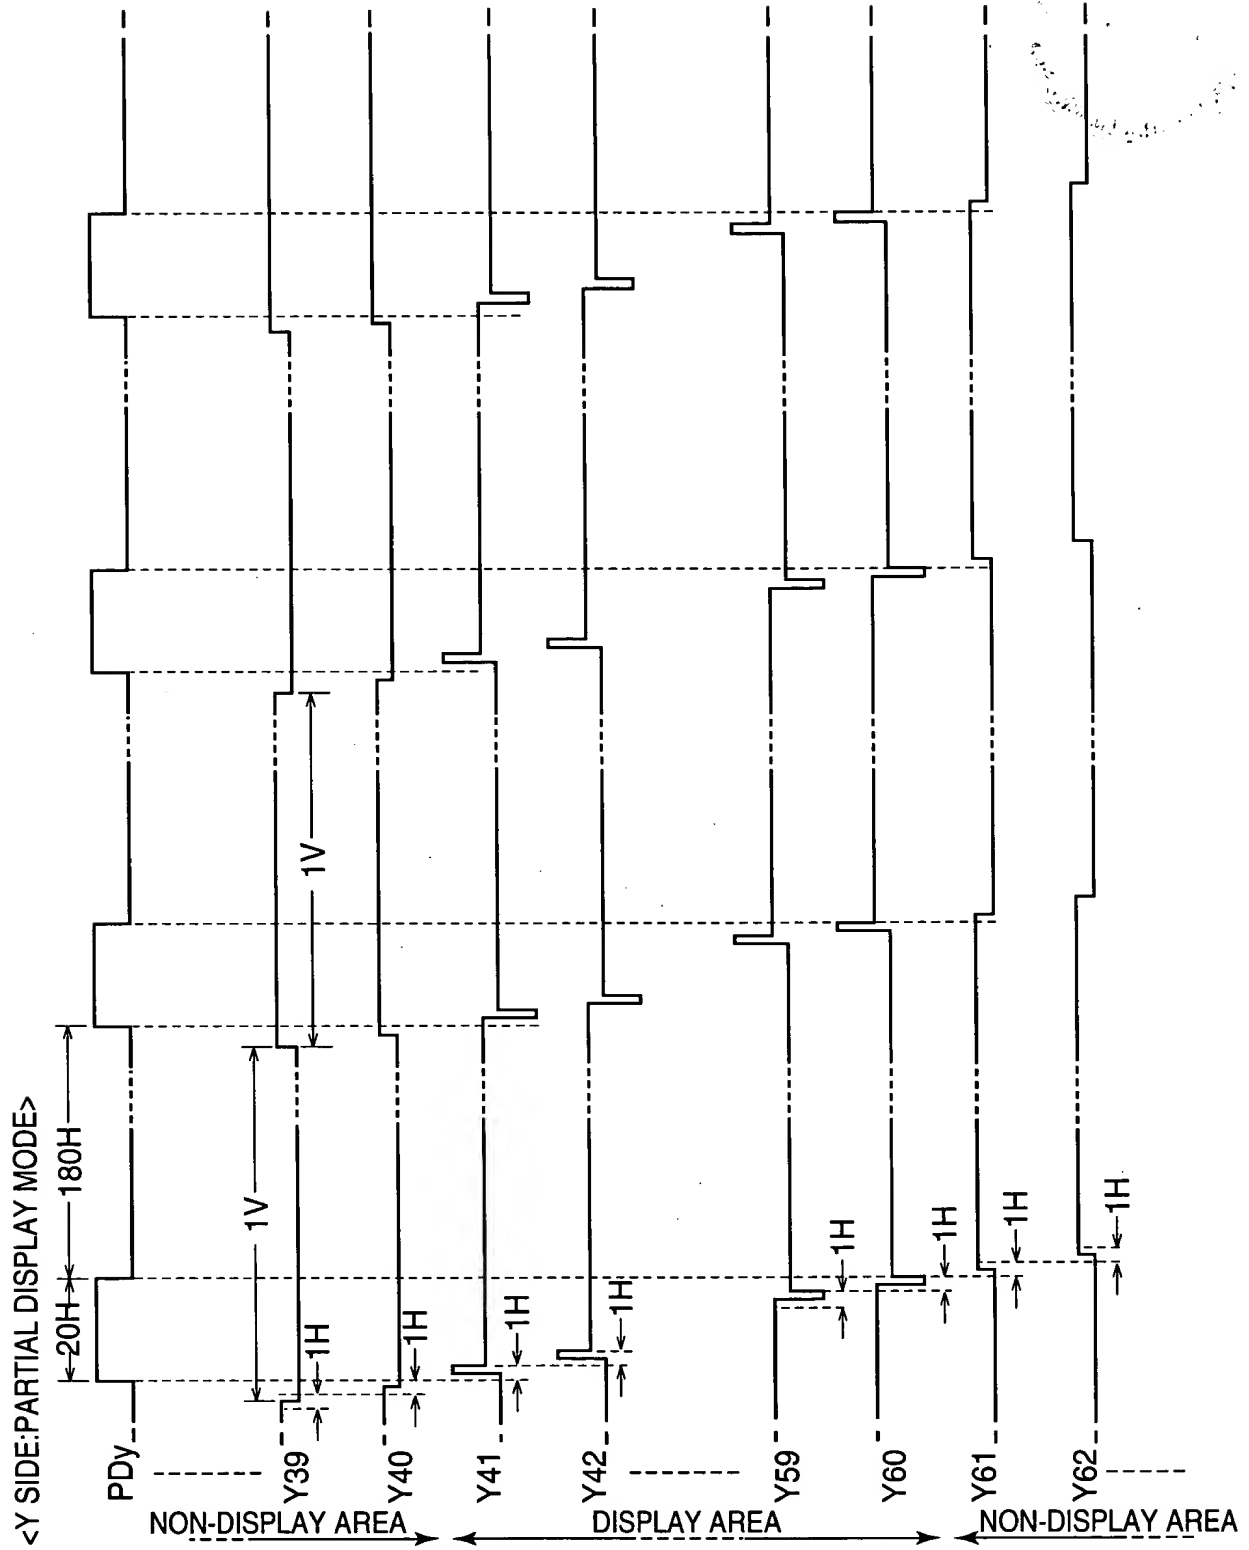 <Y SIDE:PARTIAL DISPLAY MODE>
20H
180H
PDy
1V
1V
Y39
1H
Y40
1H
Y41
1H
Y42
1H
Y59
1H
Y60
1H
Y61
1H
Y62
1H
NON-DISPLAY AREA
DISPLAY AREA
NON-DISPLAY AREA